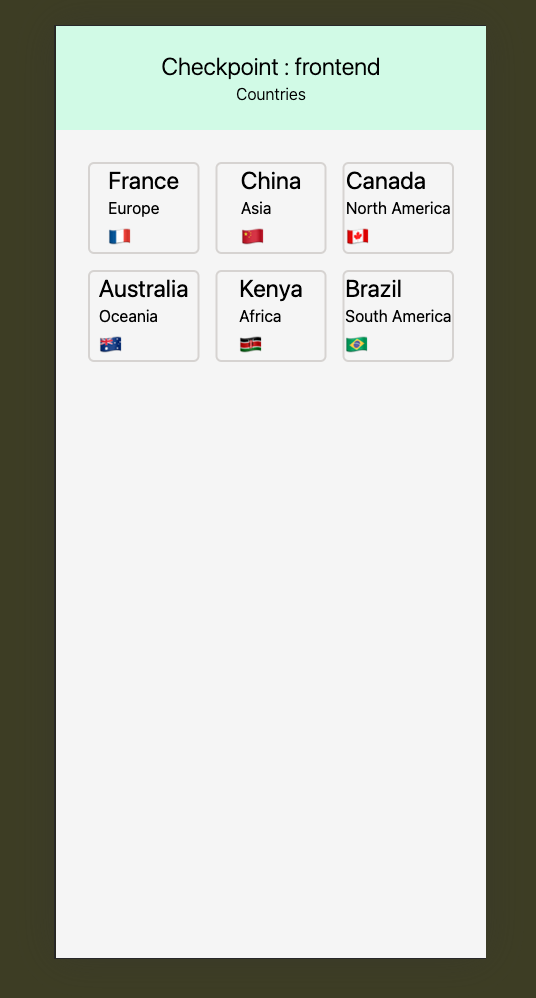 Checkpoint : frontend
Countries
France
Europe
China
Asia
Canada
North America
Australia
Oceania
Kenya
Africa
Brazil
South America